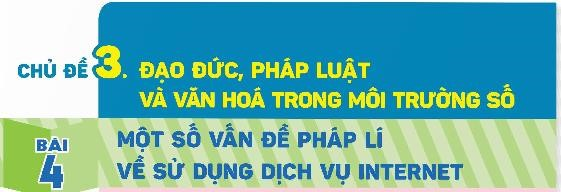 CHỦ ĐỀ 3. ĐẠO ĐỨC, PHÁP LUẬT
VÀ VĂN HOÁ TRONG MÔI TRƯỜNG SỐ
BÀI
4
MỘT SỐ VẤN ĐỀ PHÁP LÍ
VỀ SỬ DỤNG DỊCH VỤ INTERNET